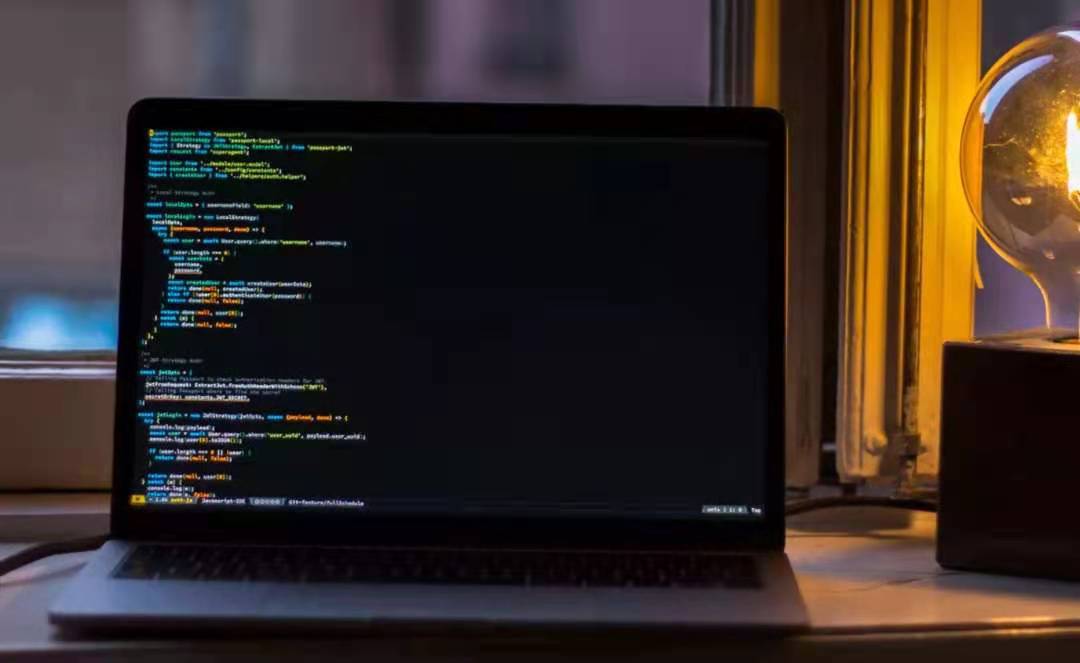 import passport from "passport";
import LocalStrategy from "passport-local";
import { Strategy as JWTStrategy, ExtractJwt } from "passport-jwt";
import request from "superagent";
import User from "../models/user.model";
import constants from "../config/constants";
import { createUser } from "../helpers/auth.helper";
/**
* Local Strategy Auth
*/
const localOpts = { usernameField: "username" };
const localLogin = new LocalStrategy(
localOpts,
async (username, password, done) => {
try {
const user = await User.query().where("username", username);
if (user.length === 0) {
const userData = {
username,
password,
};
const createdUser = await createUser(userData);
return done(null, createdUser);
} else if (!user[0].authenticateUser(password)) {
return done(null, false);
}
return done(null, user[0]);
} catch (e) {
return done(null, false);
}
},
);
/**
* JWT Strategy Auth
*/
const jwtOpts = {
// Telling Passport to check authorization headers for JWT
jwtFromRequest: ExtractJwt.fromAuthHeaderWithScheme("JWT"),
// Telling Passport where to find the secret
secretOrKey: constants.JWT_SECRET,
};
const jwtLogin = new JWTStrategy(jwtOpts, async (payload, done) => {
try {
console.log(payload);
const user = await User.query().where("user_uuid", payload.user_uuid);
console.log(user[0].toJSON());
if (user.length === 0 || !user) {
return done(null, false);
}
return done(null, user[0]);
} catch (e) {
console.log(e);
return done(e, false);
1.4k auth.js JavaScript-IDE Git-feature/fullSchedule unix | 1: 0 Top